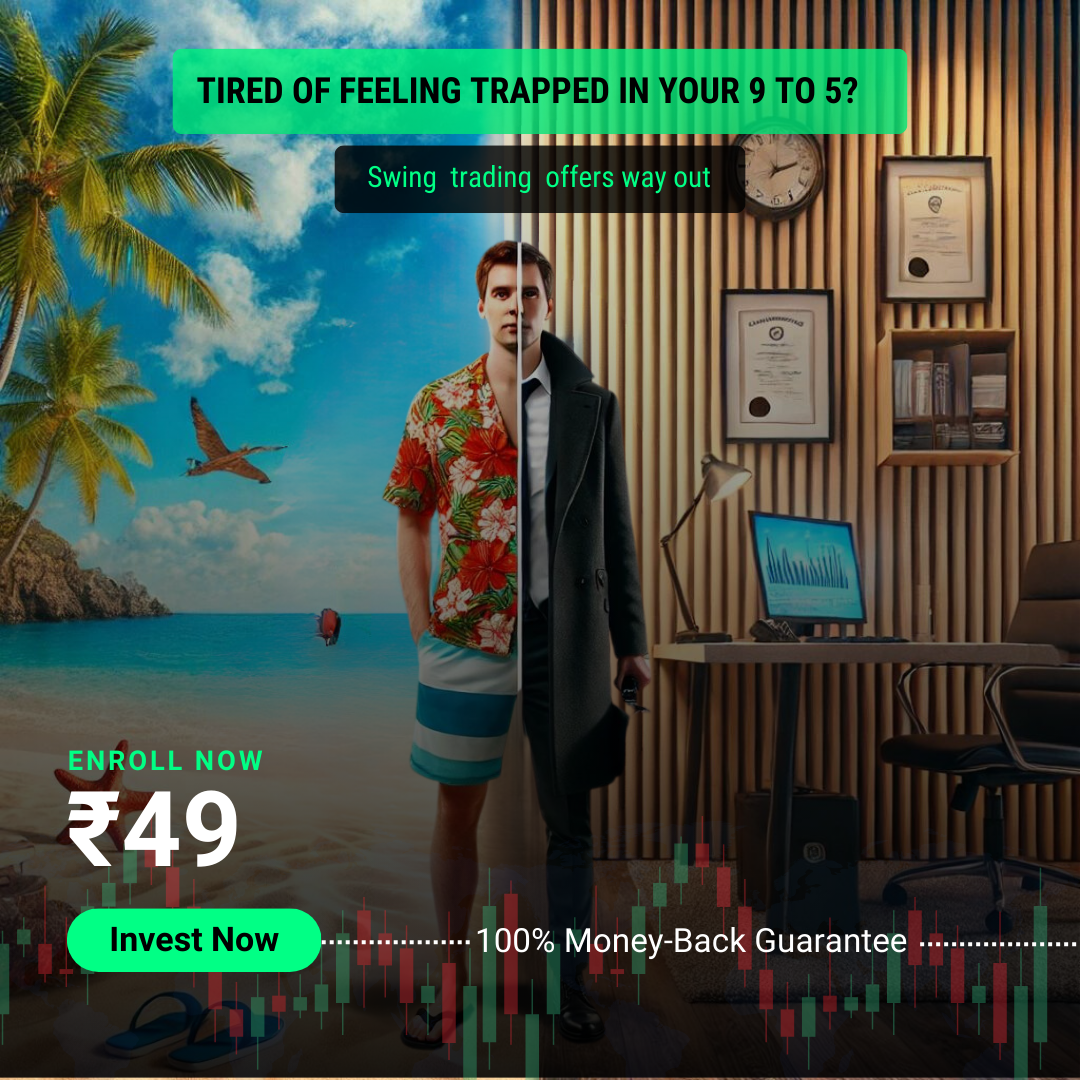 TIRED OF FEELING TRAPPED IN YOUR 9 TO 5?
Swing trading offers way out
ENROLL NOW
₹49
Invest Now
100% Money-Back Guarantee